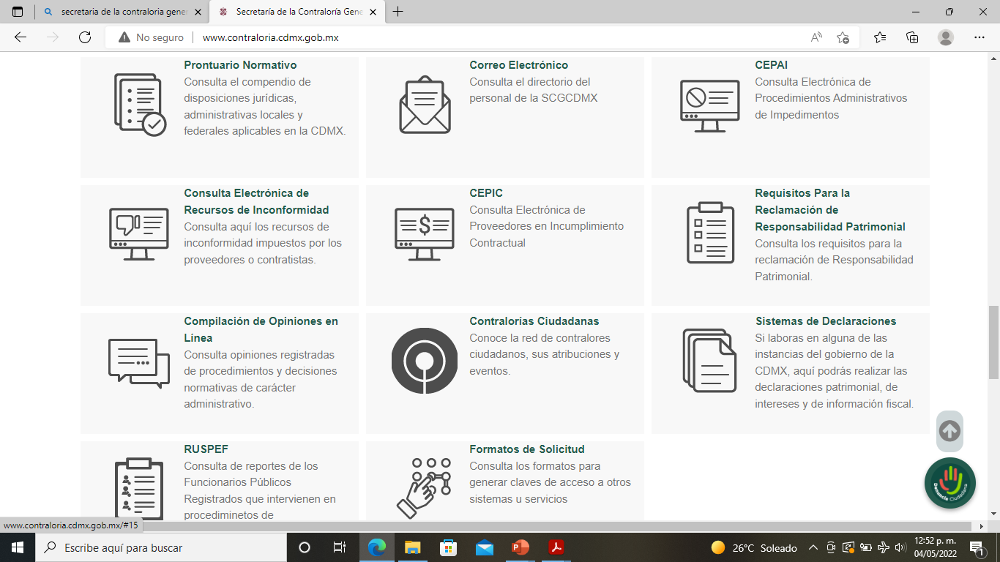 secretaria de la contraloria gener
Secretaría de la Contraloría Gene
No seguro
www.contraloria.cdmx.gob.mx
Prontuario Normativo
Consulta el compendio de
disposiciones jurídicas,
administrativas locales y
federales aplicables en la CDMX.
Correo Electrónico
Consulta el directorio del
personal de la SCGCDMX
CEPAI
Consulta Electrónica de
Procedimientos Administrativos
de Impedimentos
Consulta Electrónica de
Recursos de Inconformidad
Consulta aquí los recursos de
inconformidad impuestos por los
proveedores o contratistas.
CEPIC
Consulta Electrónica de
Proveedores en Incumplimiento
Contractual
Requisitos Para la
Reclamación de
Responsabilidad Patrimonial
Consulta los requisitos para la
reclamación de Responsabilidad
Patrimonial.
Compilación de Opiniones en
Línea
Consulta opiniones registradas
de procedimientos y decisiones
normativas de carácter
administrativo.
Contralorías Ciudadanas
Conoce la red de contralores
ciudadanos, sus atribuciones y
eventos.
Sistemas de Declaraciones
Si laboras en alguna de las
instancias del gobierno de la
CDMX, aquí podrás realizar las
declaraciones patrimonial, de
intereses y de información fiscal.
RUSPEF
Consulta de reportes de los
Funcionarios Públicos
Registrados que intervienen en
procediminetos de
Formatos de Solicitud
Consulta los formatos para
generar claves de acceso a otros
sistemas u servicios
Denuncia Ciudadana
www.contraloria.cdmx.gob.mx/#15
Escribe aquí para buscar
26°C Soleado
12:52 p. m.
04/05/2022
1